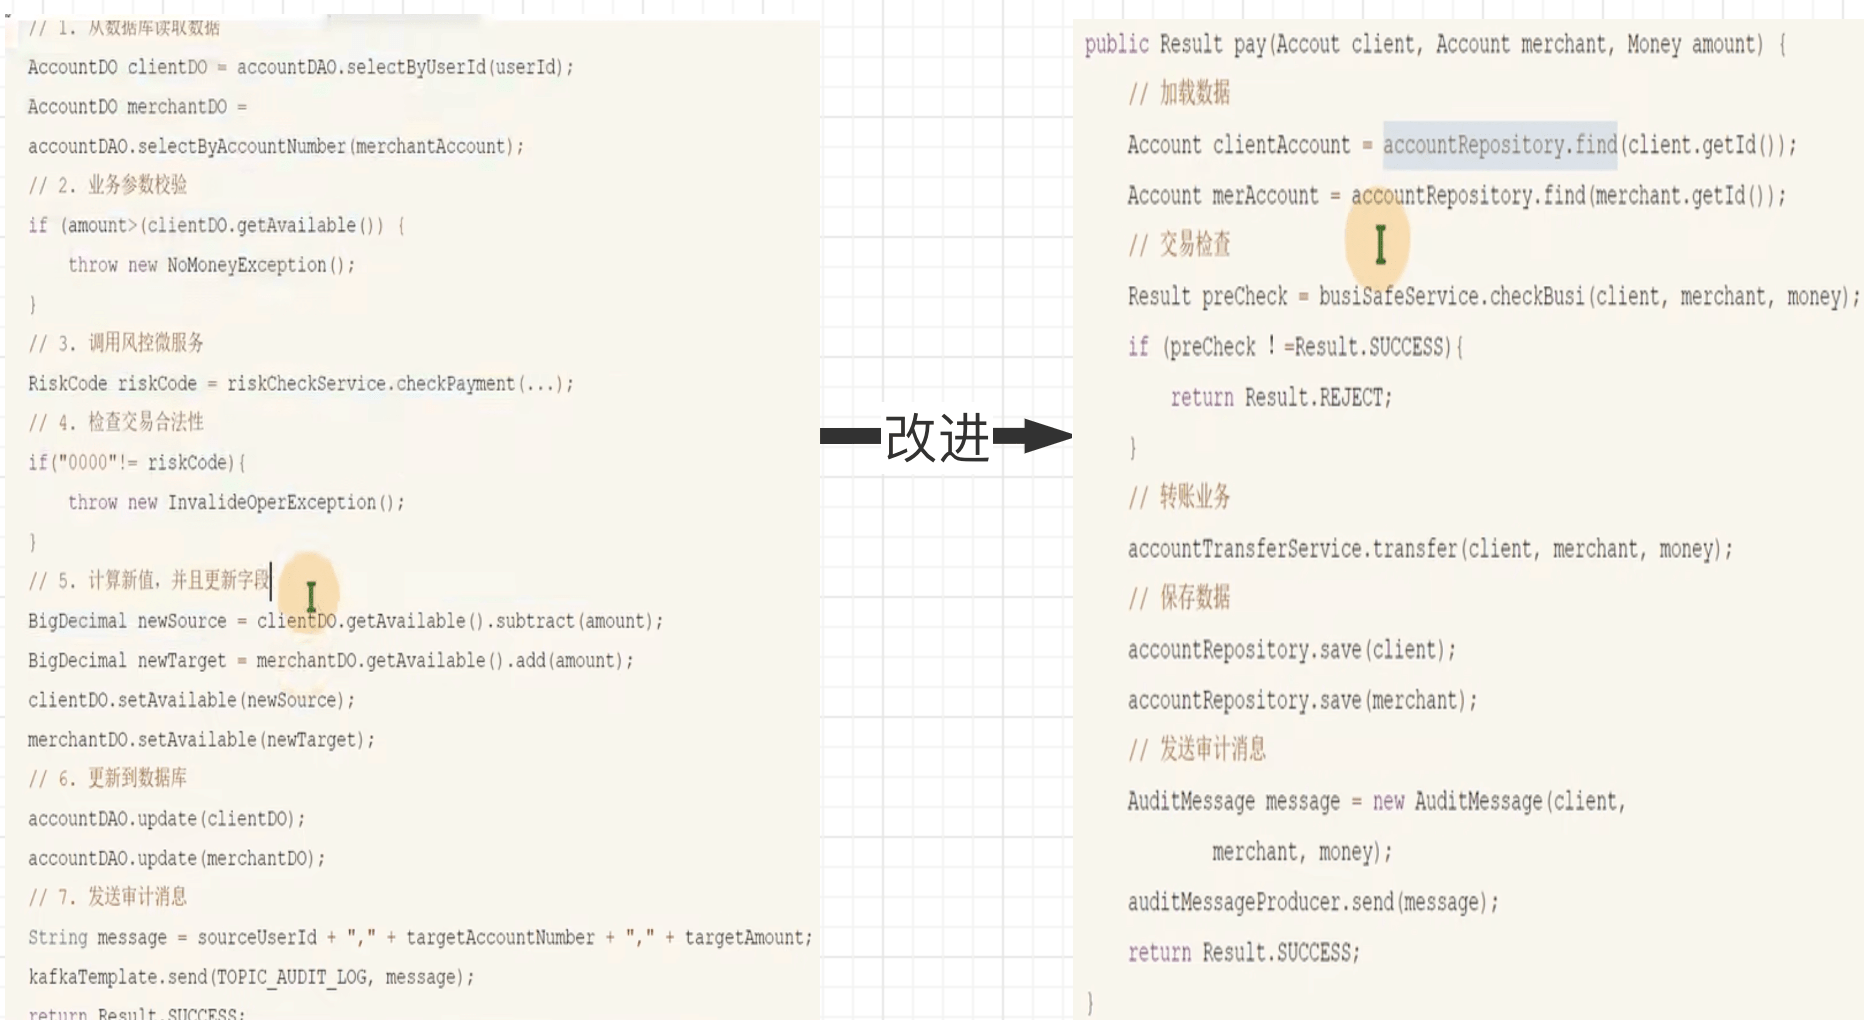 // 1. 从数据库读取数据
AccountDO clientDO = accountDAO.selectByUserId(userId);
AccountDO merchantDO =
accountDAO.selectByAccountNumber(merchantAccount);
// 2. 业务参数校验
if (amount>(clientDO.getAvailable()) {
throw new NoMoneyException();
}
// 3. 调用风控微服务
RiskCode riskCode = riskCheckService.checkPayment(...);
// 4. 检查交易合法性
if("0000"!= riskCode){
throw new InvalideOperException();
}
// 5. 计算新值，并且更新字段
BigDecimal newSource = clientDO.getAvailable().subtract(amount);
BigDecimal newTarget = merchantDO.getAvailable().add(amount);
clientDO.setAvailable(newSource);
merchantDO.setAvailable(newTarget);
// 6. 更新到数据库
accountDAO.update(clientDO);
accountDAO.update(merchantDO);
// 7. 发送审计消息
String message = sourceUserId + "," + targetAccountNumber + "," + targetAmount;
kafkaTemplate.send(TOPIC_AUDIT_LOG, message);
return Result.SUCCESS;
改进
public Result pay(Accout client, Account merchant, Money amount) {
// 加载数据
Account clientAccount = accountRepository.find(client.getId());
Account merAccount = accountRepository.find(merchant.getId());
// 交易检查
Result preCheck = busiSafeService.checkBusi(client, merchant, money);
if (preCheck ！=Result.SUCCESS){
return Result.REJECT;
}
// 转账业务
accountTransferService.transfer(client, merchant, money);
// 保存数据
accountRepository.save(client);
accountRepository.save(merchant);
// 发送审计消息
AuditMessage message = new AuditMessage(client,
merchant, money);
auditMessageProducer.send(message);
return Result.SUCCESS;
}